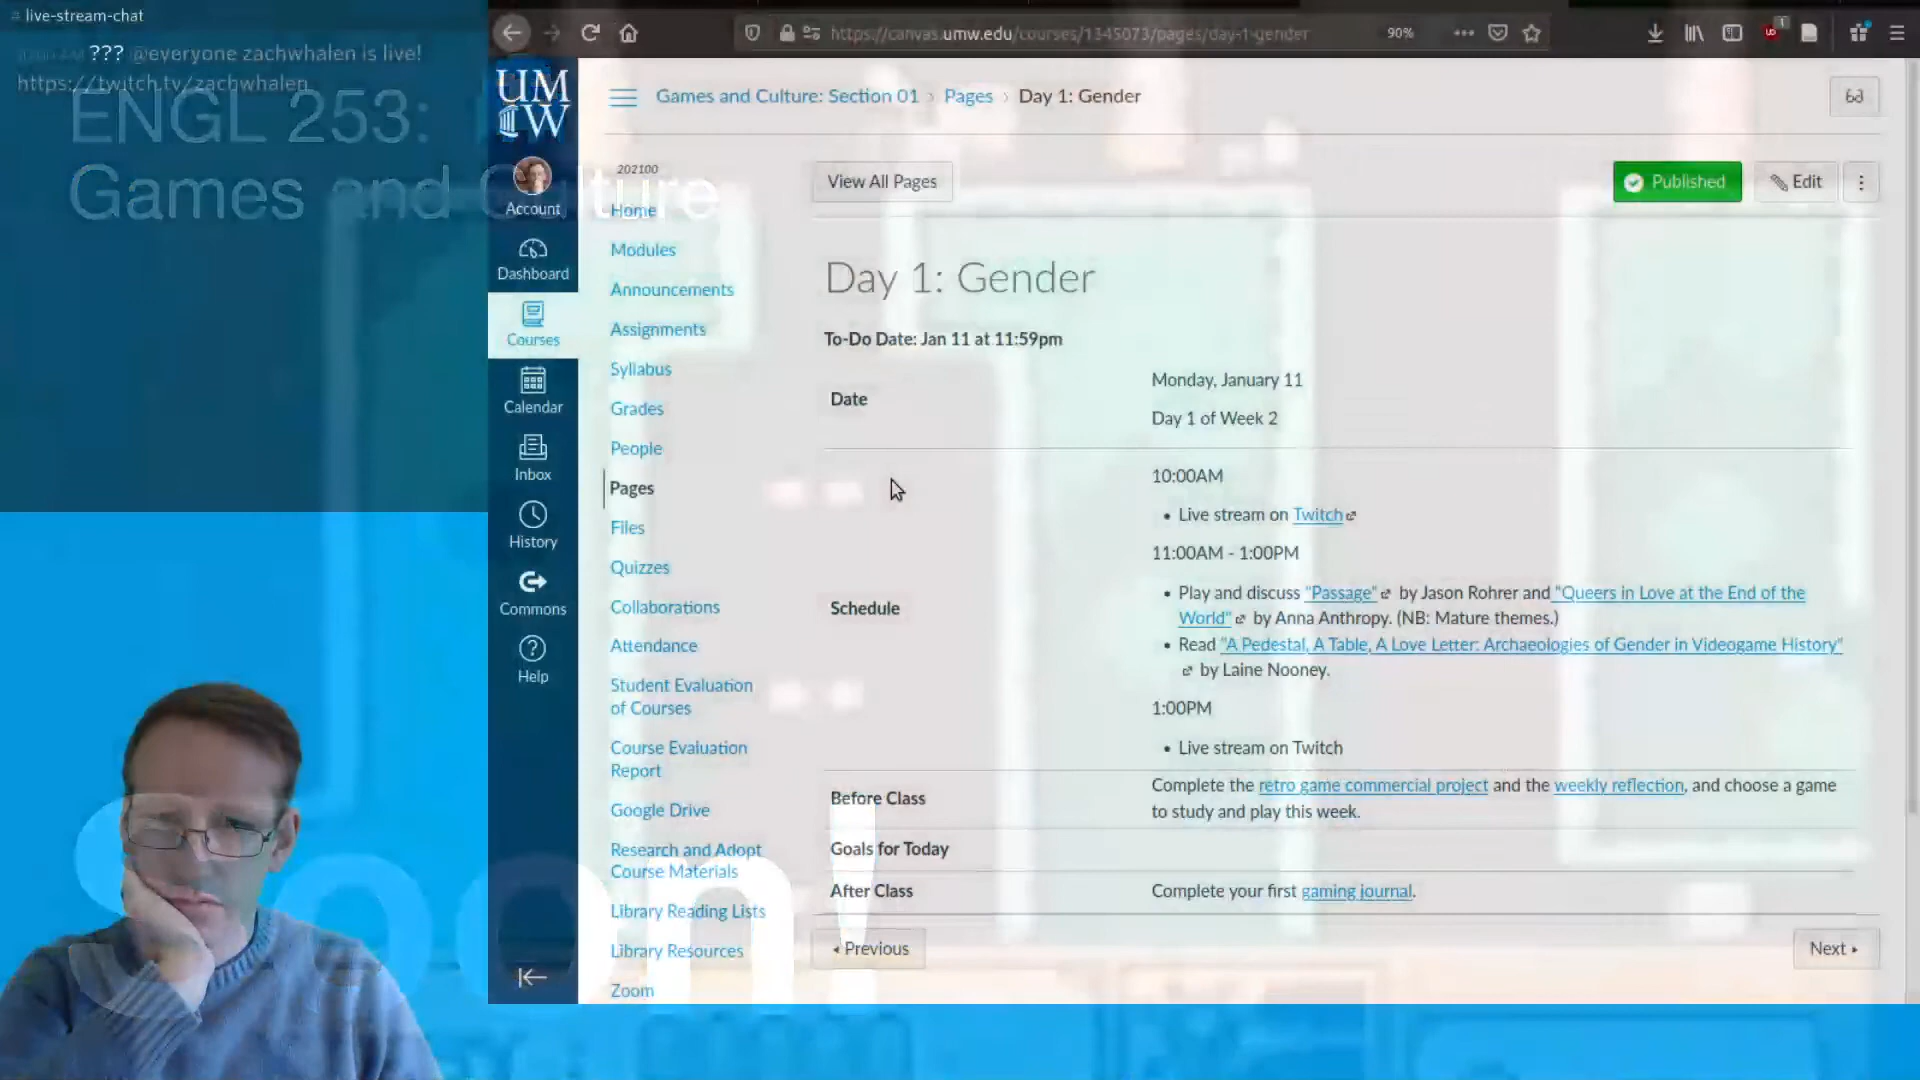 # live-stream-chat
??? @everyone zachwhalen is live!
https://twitch.tv/zachwhalen
ENGL 253:
Games and Culture
Soon!
https://canvas.umw.edu/courses/1345073/pages/day-1-gender
90%
1
UMW
Account
Dashboard
Courses
Calendar
Inbox
History
Commons
Help
Games and Culture: Section 01 › Pages › Day 1: Gender
202100
Home
Modules
Announcements
Assignments
Syllabus
Grades
People
Pages
Files
Quizzes
Collaborations
Attendance
Student Evaluation
of Courses
Course Evaluation
Report
Google Drive
Research and Adopt
Course Materials
Library Reading Lists
Library Resources
Zoom
View All Pages
Published
Edit
Day 1: Gender
To-Do Date: Jan 11 at 11:59pm
Date
Monday, January 11
Day 1 of Week 2
Schedule
10:00AM
• Live stream on Twitch
11:00AM - 1:00PM
• Play and discuss "Passage" by Jason Rohrer and "Queers in Love at the End of the
World" by Anna Anthropy. (NB: Mature themes.)
• Read "A Pedestal, A Table, A Love Letter: Archaeologies of Gender in Videogame History"
by Laine Nooney.
1:00PM
• Live stream on Twitch
Before Class
Complete the retro game commercial project and the weekly reflection, and choose a game
to study and play this week.
Goals for Today
After Class
Complete your first gaming journal.
Previous
Next